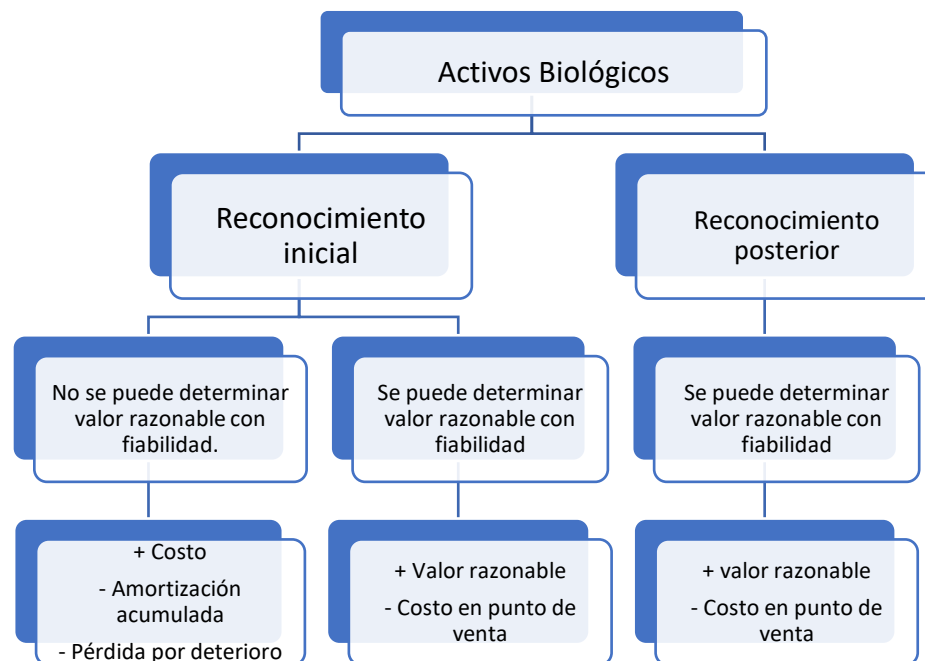 Activos Biológicos
Reconocimiento
inicial
Reconocimiento
posterior
No se puede determinar
valor razonable con
fiabilidad.
Se puede determinar
valor razonable con
fiabilidad
Se puede determinar
valor razonable con
fiabilidad
+ Costo
- Amortización
acumulada
- Pérdida por deterioro
+ Valor razonable
- Costo en punto de
venta
+ valor razonable
- Costo en punto de
venta